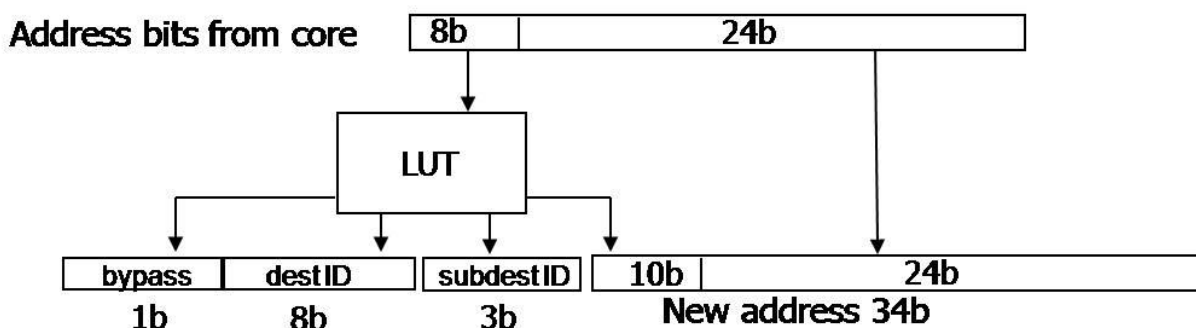 Address bits from core 8b 24b
LUT
bypass destID subdestID 10b 24b
1b 8b 3b New address 34b